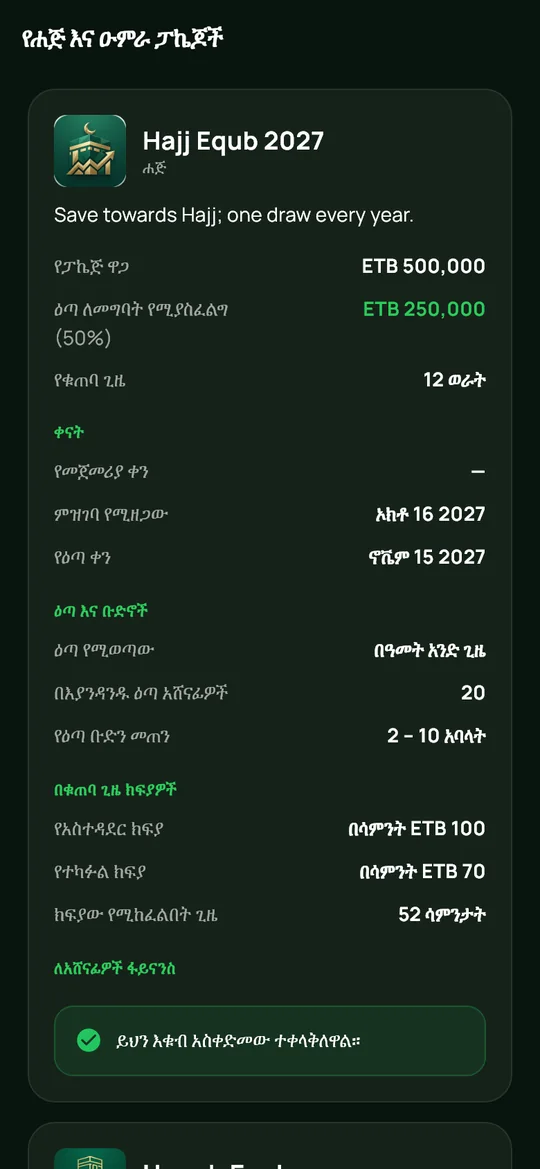 የሐጅ እና ዑምራ ፓኬጆች
Hajj Equb 2027
ሐጅ
Save towards Hajj; one draw every year.
የፓኬጅ ዋጋ ETB 500,000
ዕጣ ለመግባት የሚያስፈልግ ETB 250,000
(50%)
የቁጠባ ጊዜ 12 ወራት
ቀናት
የመጀመሪያ ቀን —
ምዝገባ የሚዘጋው ኦክቶ 16 2027
የዕጣ ቀን ኖቬም 15 2027
ዕጣ እና ቡድኖች
ዕጣ የሚወጣው በዓመት አንድ ጊዜ
በእያንዳንዱ ዕጣ አሸናፊዎች 20
የዕጣ ቡድን መጠን 2 – 10 አባላት
በቁጠባ ጊዜ ክፍያዎች
የአስተዳደር ክፍያ በሳምንት ETB 100
የተካፉል ክፍያ በሳምንት ETB 70
ክፍያው የሚከፈልበት ጊዜ 52 ሳምንታት
ለአሸናፊዎች ፋይናንስ
ይህን እቁብ አስቀድመው ተቀላቅለዋል።